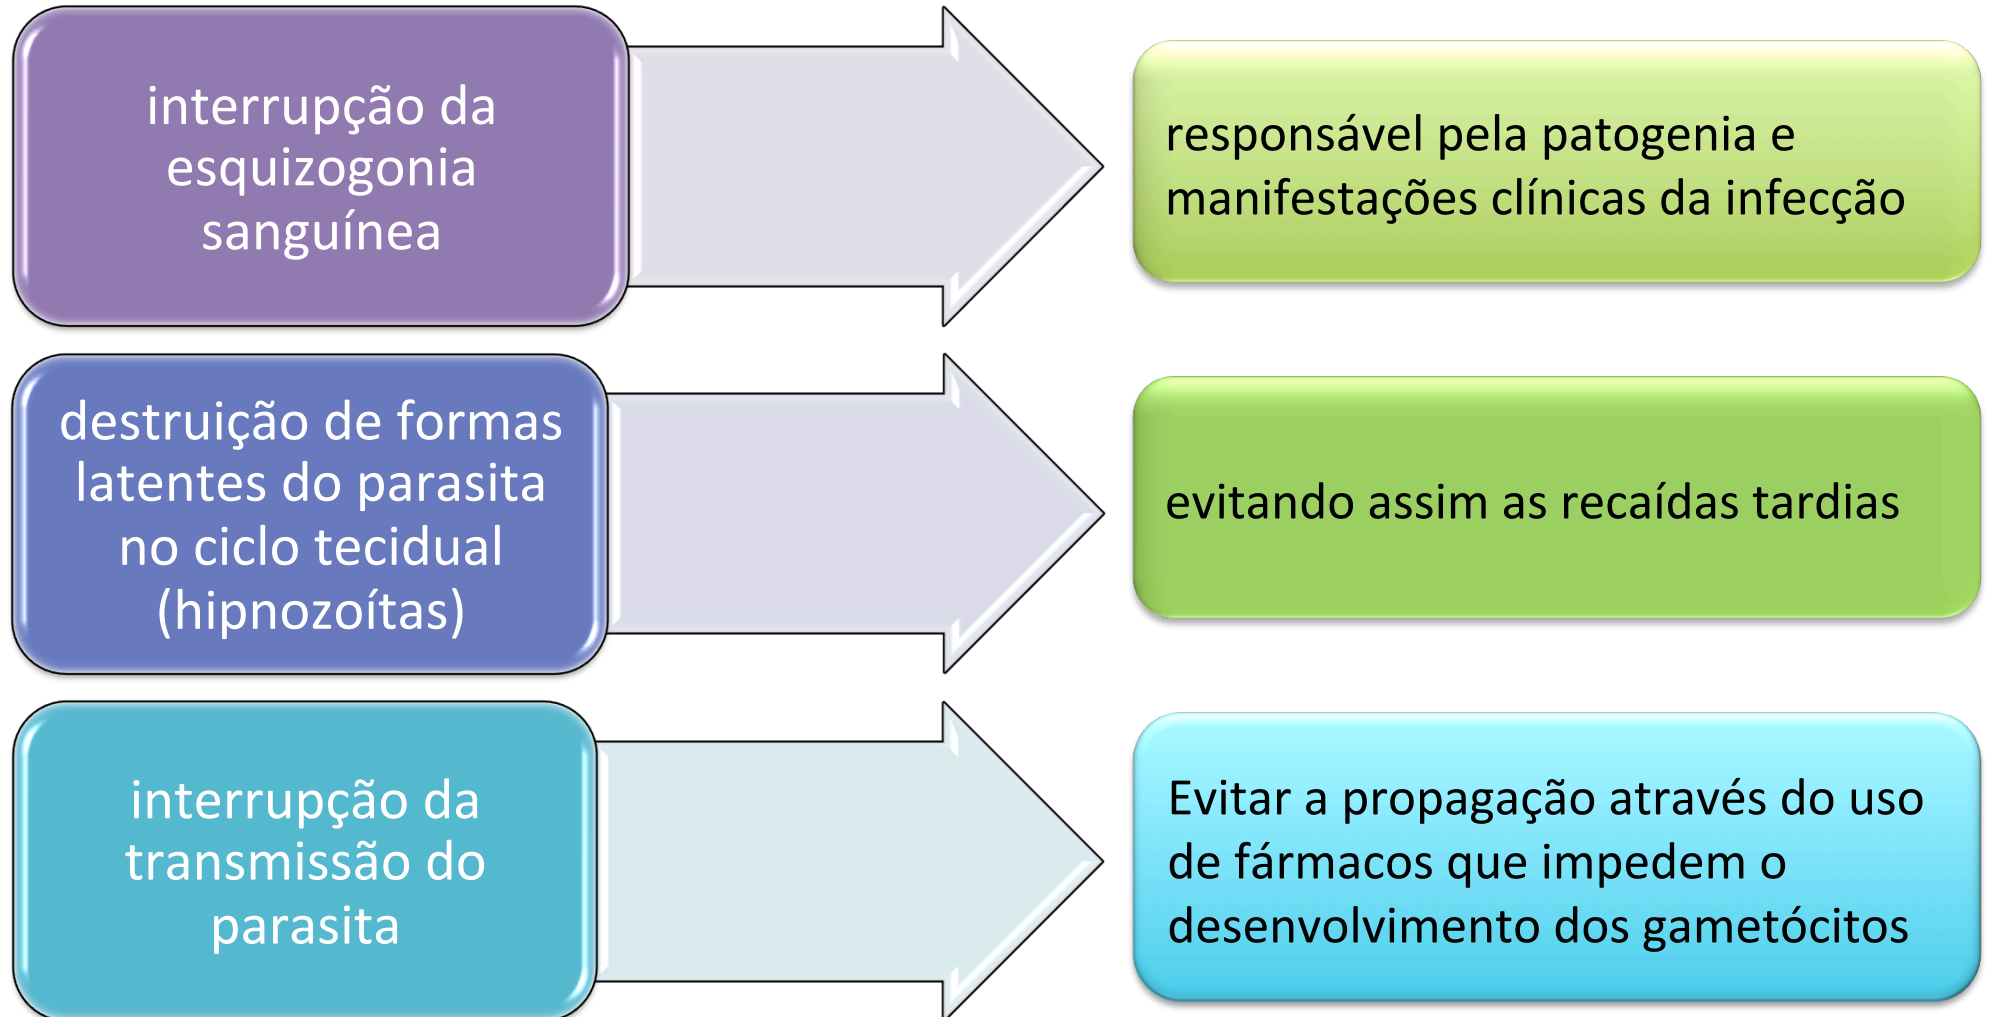 interrupção da
esquizogonia
sanguínea
responsável pela patogenia e
manifestações clínicas da infecção
destruição de formas
latentes do parasita
no ciclo tecidual
(hipnozoítas)
evitando assim as recaídas tardias
interrupção da
transmissão do
parasita
Evitar a propagação através do uso
de fármacos que impedem o
desenvolvimento dos gametócitos